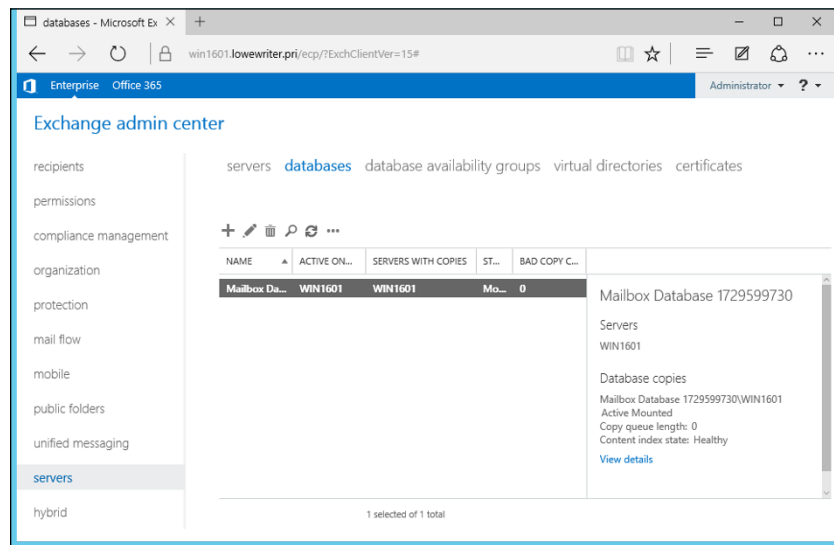 databases - Microsoft Ex
win1601.lowewriter.pri/ecp/?ExchClientVer=15#
Enterprise Office 365
Administrator ?
Exchange admin center
recipients
permissions
compliance management
organization
protection
mail flow
mobile
public folders
unified messaging
servers
hybrid
servers databases database availability groups virtual directories certificates
NAME ACTIVE ON... SERVERS WITH COPIES ST... BAD COPY C...
Mailbox Da... WIN1601 WIN1601 Mo... 0
1 selected of 1 total
Mailbox Database 1729599730
Servers
WIN1601
Database copies
Mailbox Database 1729599730\WIN1601
Active Mounted
Copy queue length: 0
Content index state: Healthy
View details